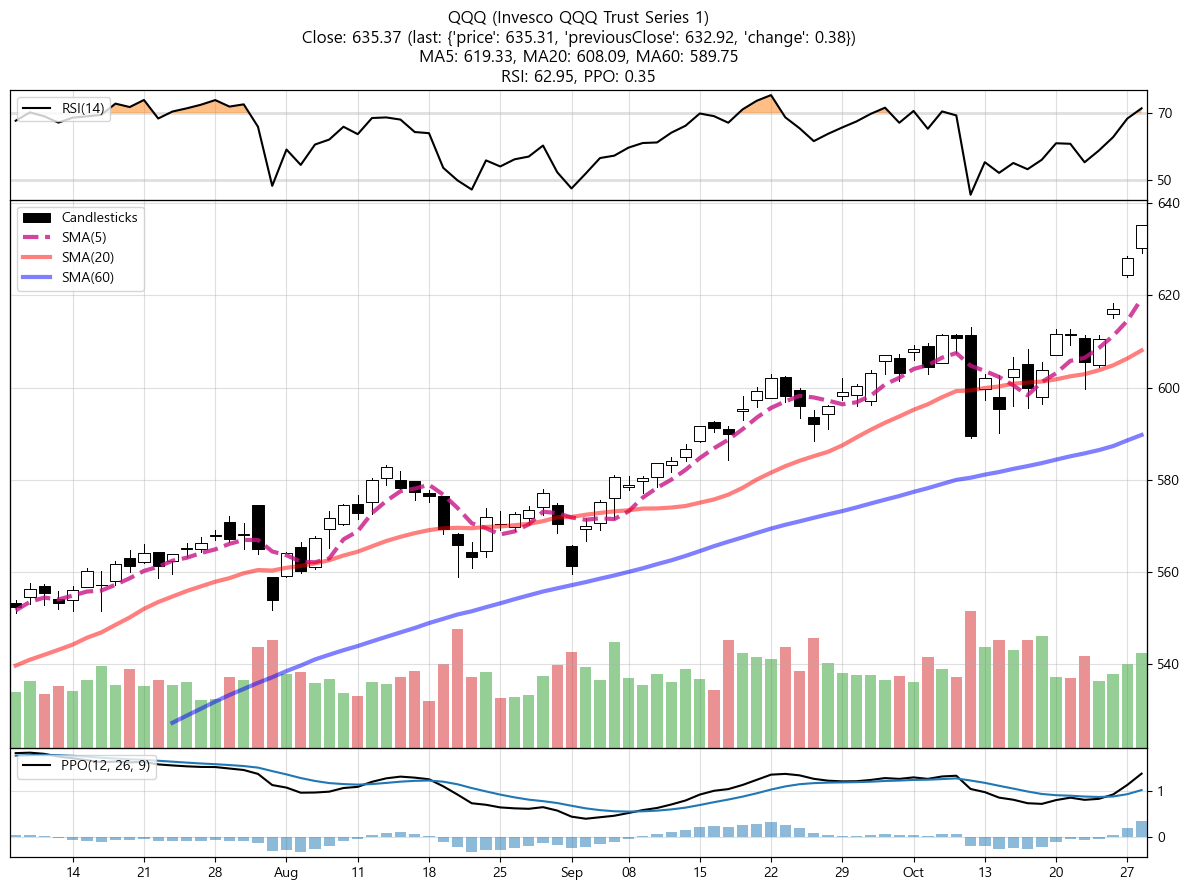 QQQ (Invesco QQQ Trust Series 1)
Close: 635.37 (last: {'price': 635.31, 'previousClose': 632.92, 'change': 0.38})
MA5: 619.33, MA20: 608.09, MA60: 589.75
RSI: 62.95, PPO: 0.35
RSI(14)
70
50
Candlesticks
SMA(5)
SMA(20)
SMA(60)
640
620
600
580
560
540
PPO(12, 26, 9)
1
0
14 21 28 Aug 11 18 25 Sep 08 15 22 29 Oct 13 20 27